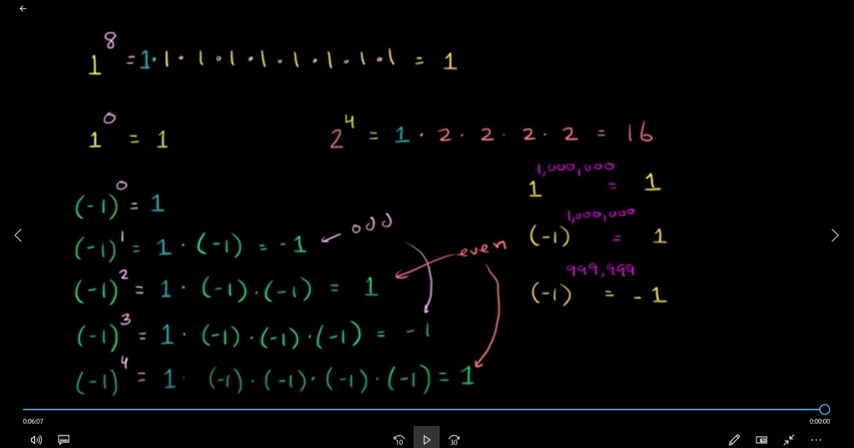 1^8 = 1·1·1·1·1·1·1·1·1 = 1
1^0 = 1
2^4 = 1·2·2·2·2 = 16
(-1)^0 = 1
(-1)^1 = 1·(-1) = -1
odd
(-1)^2 = 1·(-1)·(-1) = 1
even
(-1)^3 = 1·(-1)·(-1)·(-1) = -1
(-1)^4 = 1·(-1)·(-1)·(-1)·(-1) = 1
1^1,000,000 = 1
(-1)^1,000,000 = 1
(-1)^999,999 = -1
0:06:07
0:00:00
10
30